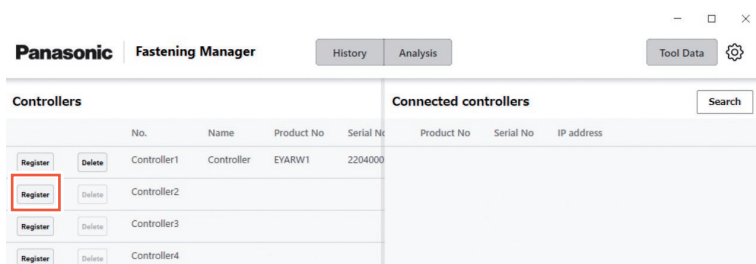 Panasonic Fastening Manager History Analysis Tool Data
Controllers Connected controllers Search
No. Name Product No Serial No Product No Serial No IP address
Register Delete Controller1 Controller EYARW1 2204000
Register Delete Controller2
Register Delete Controller3
Register Delete Controller4